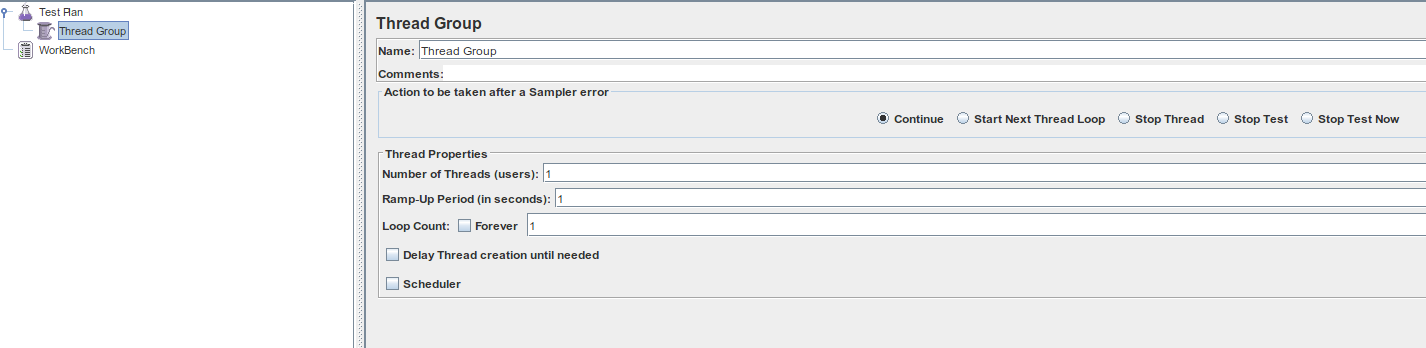 Test Plan
Thread Group
WorkBench
Thread Group
Name: Thread Group
Comments:
Action to be taken after a Sampler error
Continue Start Next Thread Loop Stop Thread Stop Test Stop Test Now
Thread Properties
Number of Threads (users): 1
Ramp-Up Period (in seconds): 1
Loop Count: Forever 1
Delay Thread creation until needed
Scheduler